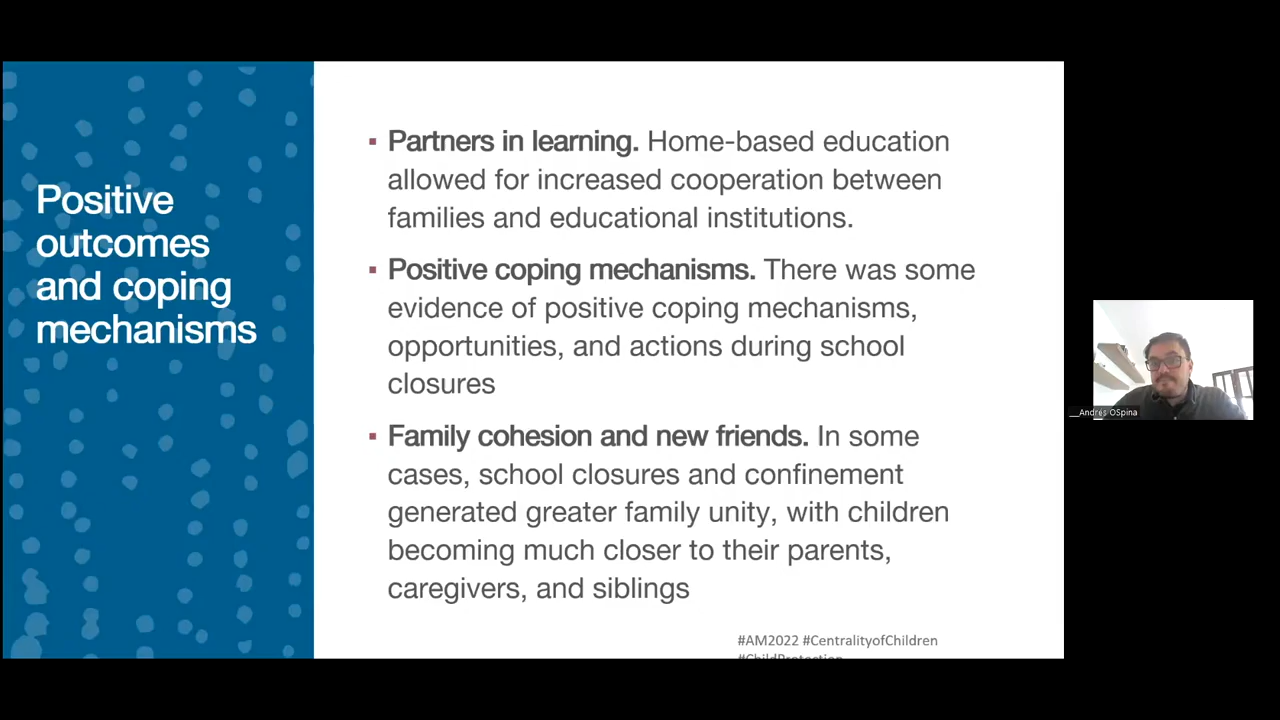 Positive
outcomes
and coping
mechanisms
▪ Partners in learning. Home-based education
allowed for increased cooperation between
families and educational institutions.
▪ Positive coping mechanisms. There was some
evidence of positive coping mechanisms,
opportunities, and actions during school
closures
▪ Family cohesion and new friends. In some
cases, school closures and confinement
generated greater family unity, with children
becoming much closer to their parents,
caregivers, and siblings
#AM2022 #CentralityofChildren
#ChildProtection
__Andrés OSpina